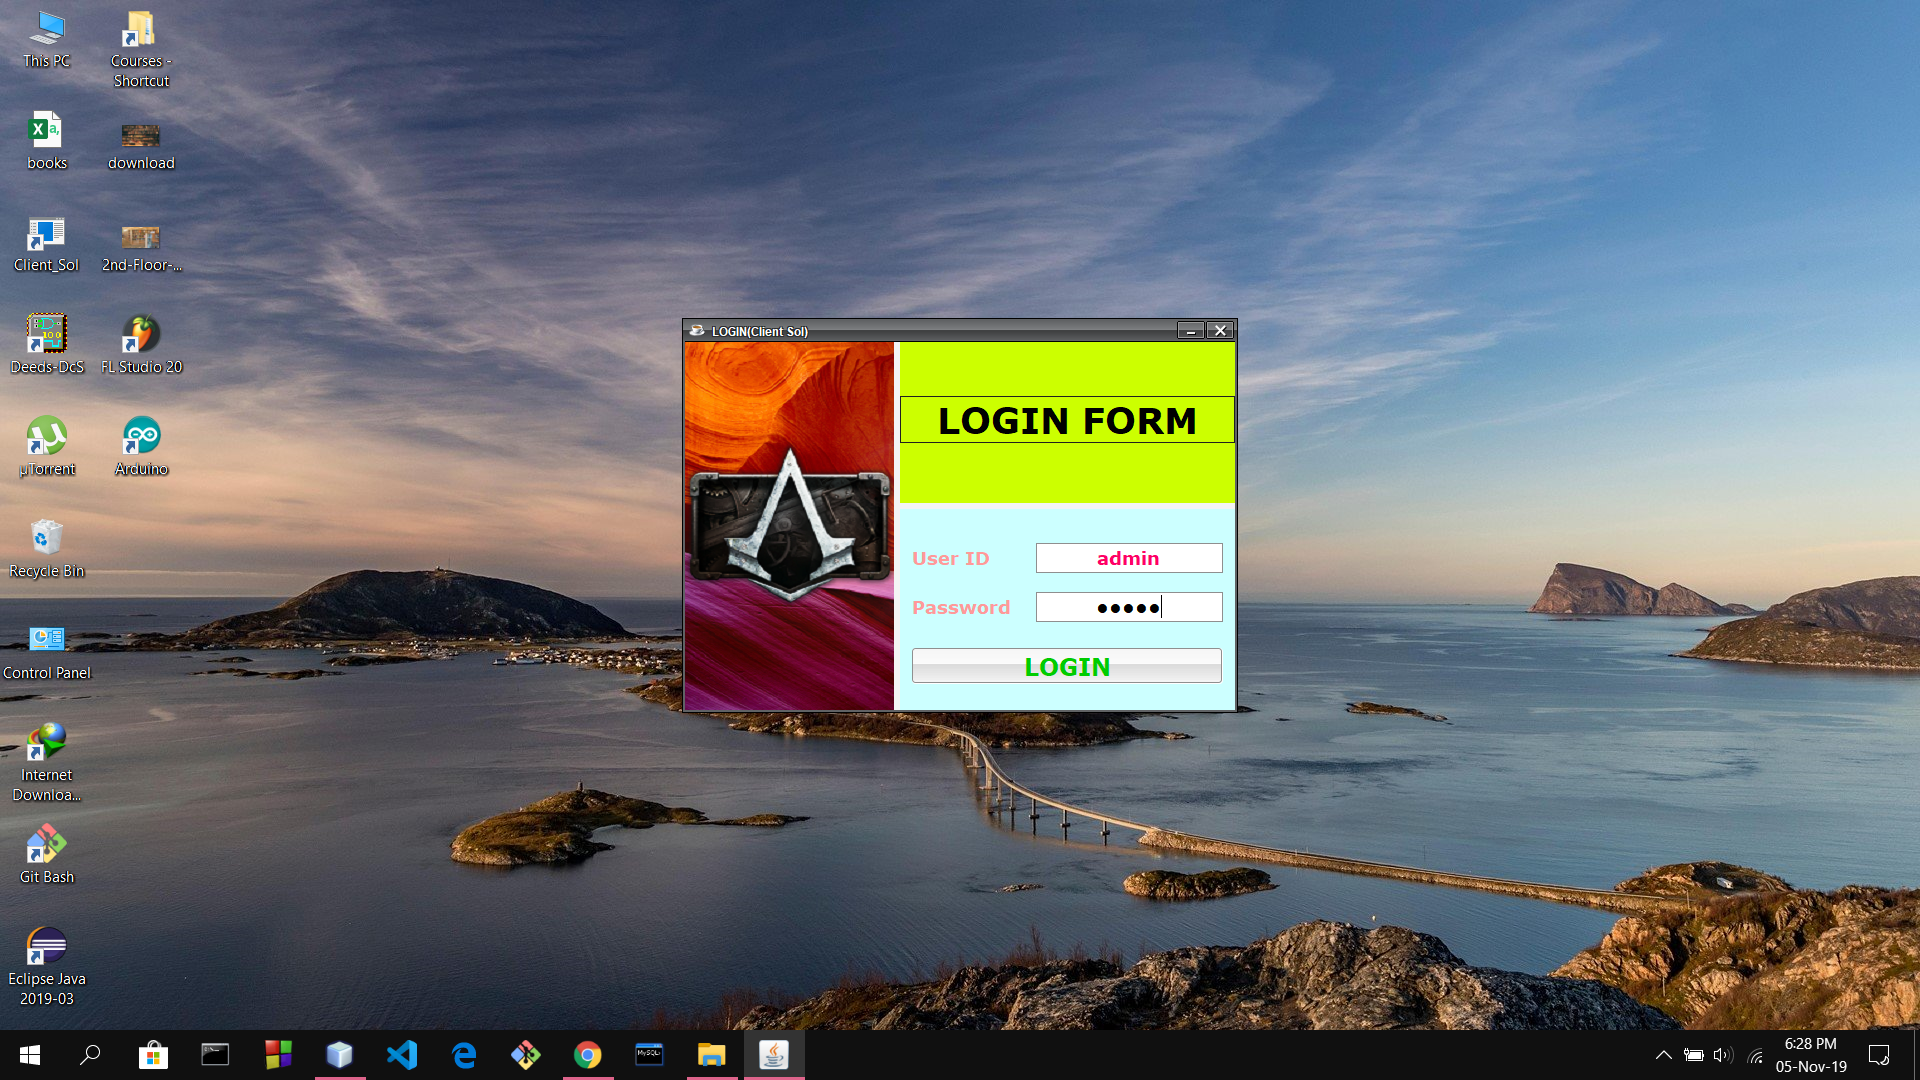 This PC
Courses -
Shortcut
books
download
Client_Sol
2nd-Floor-...
Deeds-DcS
FL Studio 20
µTorrent
Arduino
Recycle Bin
Control Panel
Internet
Downloa...
Git Bash
Eclipse Java
2019-03
LOGIN(Client Sol)
LOGIN FORM
User ID
admin
Password
LOGIN
6:28 PM
05-Nov-19